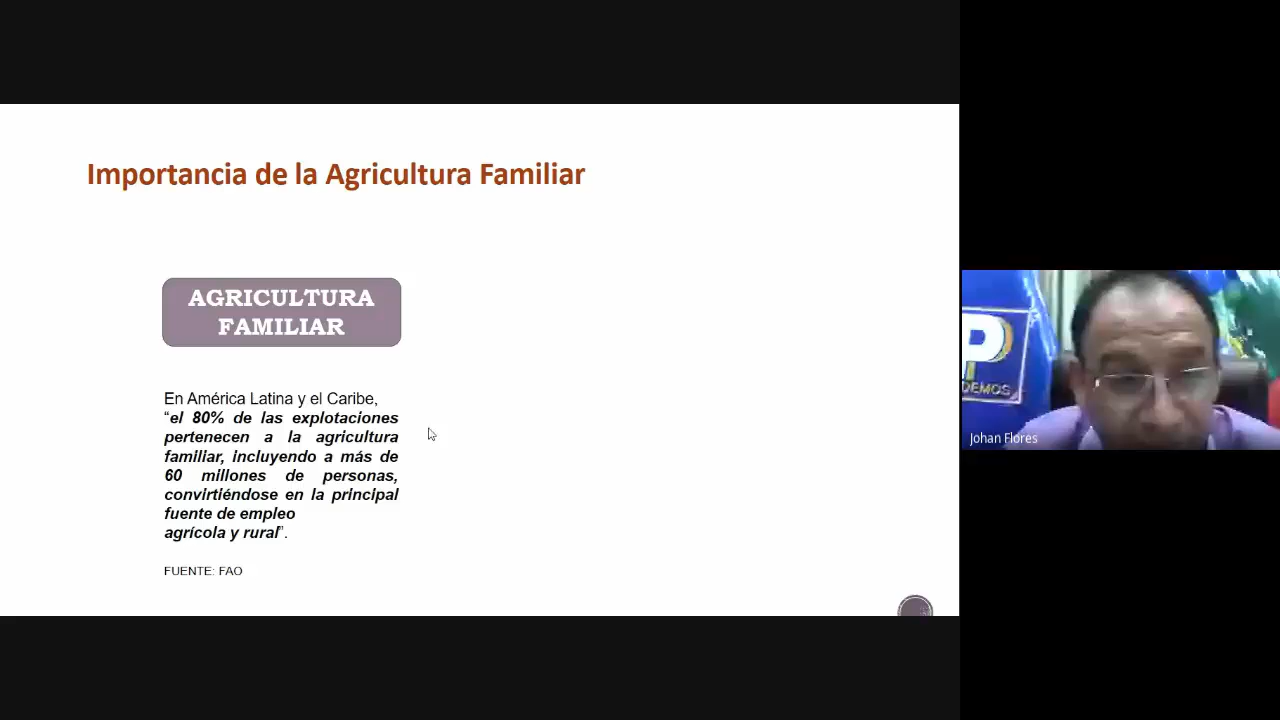 Importancia de la Agricultura Familiar
AGRICULTURA
FAMILIAR
En América Latina y el Caribe,
“el 80% de las explotaciones
pertenecen a la agricultura
familiar, incluyendo a más de
60 millones de personas,
convirtiéndose en la principal
fuente de empleo
agrícola y rural”.
FUENTE: FAO
P
DEMOS
Johan Flores